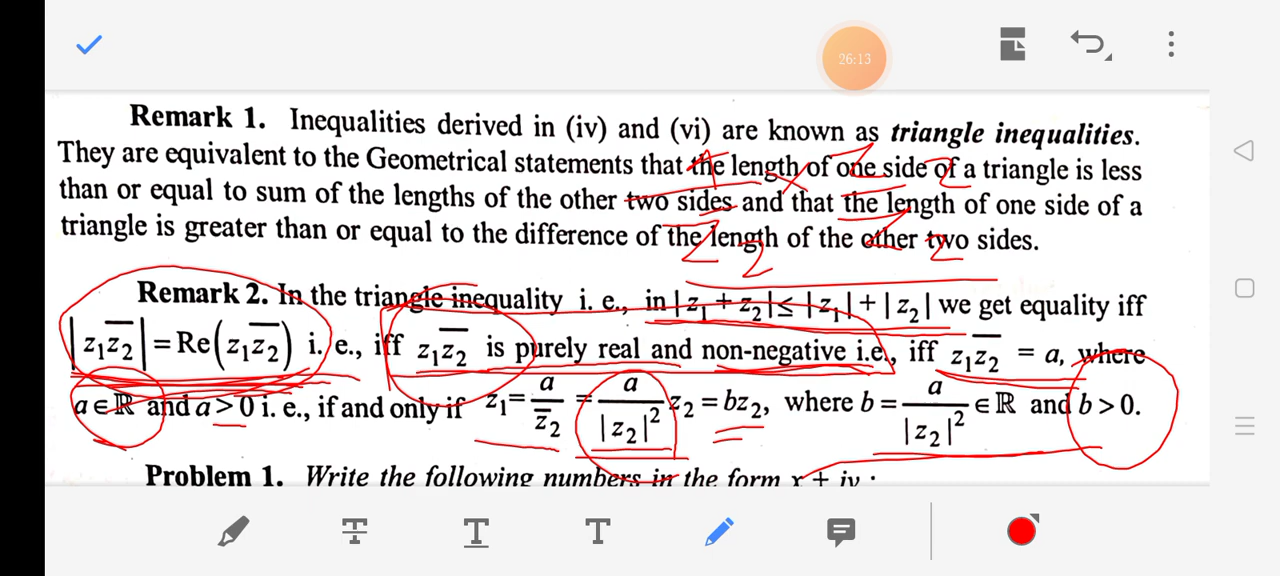 26:13
Remark 1. Inequalities derived in (iv) and (vi) are known as triangle inequalities.
They are equivalent to the Geometrical statements that the length of one side of a triangle is less
than or equal to sum of the lengths of the other two sides and that the length of one side of a
triangle is greater than or equal to the difference of the length of the other two sides.
Remark 2. In the triangle inequality i. e., in |z₁ + z₂| ≤ |z₁| + |z₂| we get equality iff
|z₁z̅₂| = Re(z₁z̅₂) i. e., iff z₁z̅₂ is purely real and non-negative i.e., iff z₁z̅₂ = a, where
a ∈ ℝ and a > 0 i. e., if and only if z₁ = a/z̅₂ = a/|z₂|² z₂ = bz₂, where b = a/|z₂|² ∈ ℝ and b > 0.
Problem 1. Write the following numbers in the form x + iy :
T T T